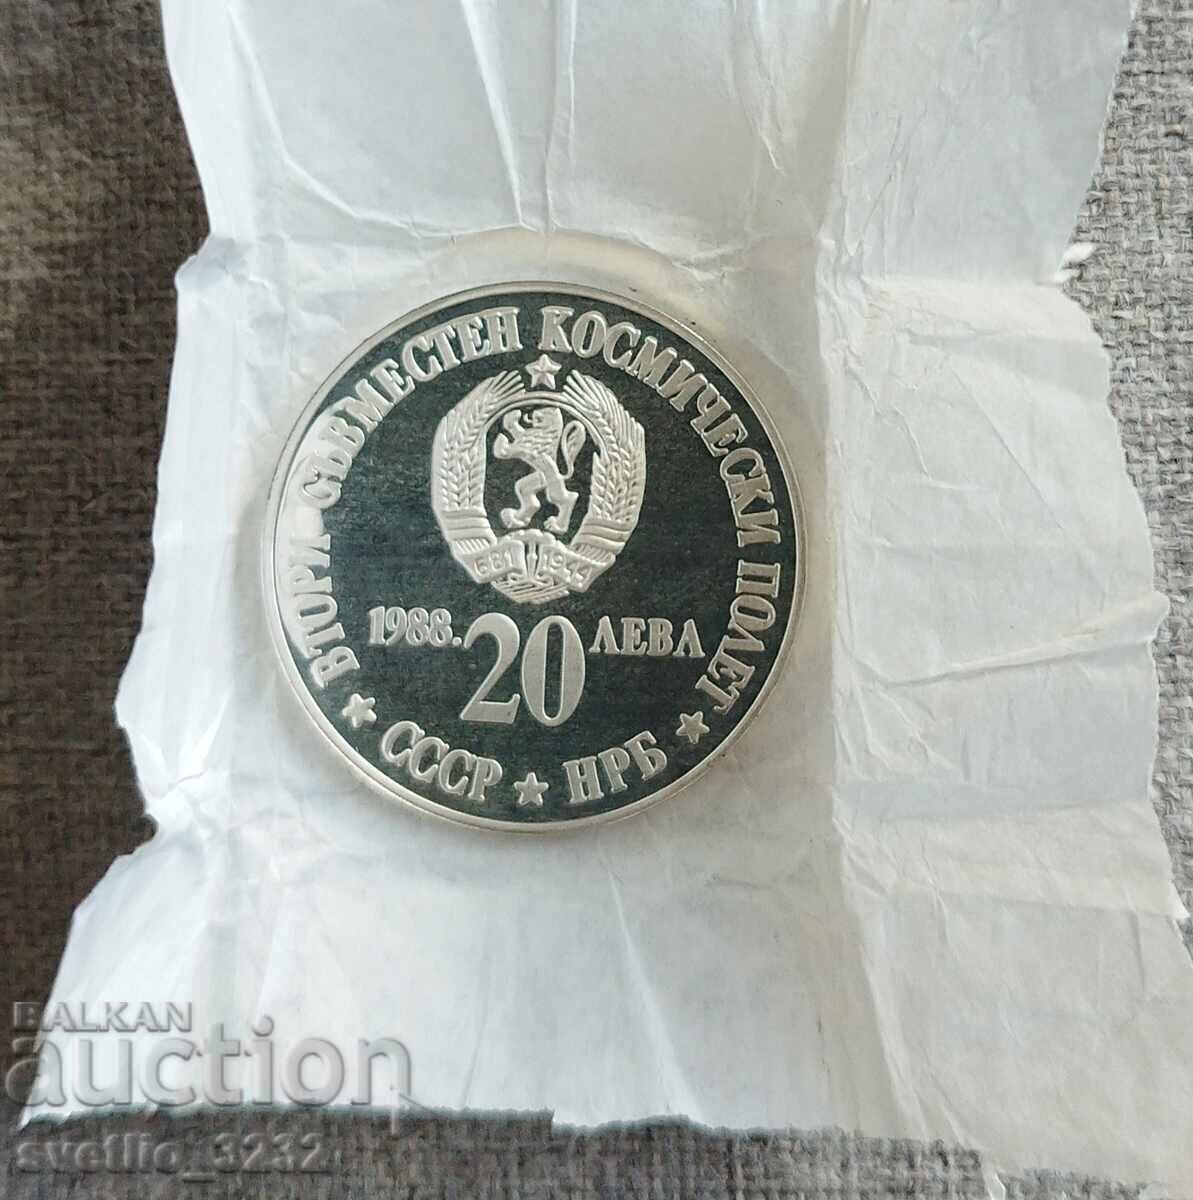 ВТОРИ СЪВМЕСТЕН КОСМИЧЕСКИ ПОЛЕТ
681 1944
1988. 20 ЛЕВА
★ СССР ★ НРБ ★
BALKAN
auction
svetlio_3232